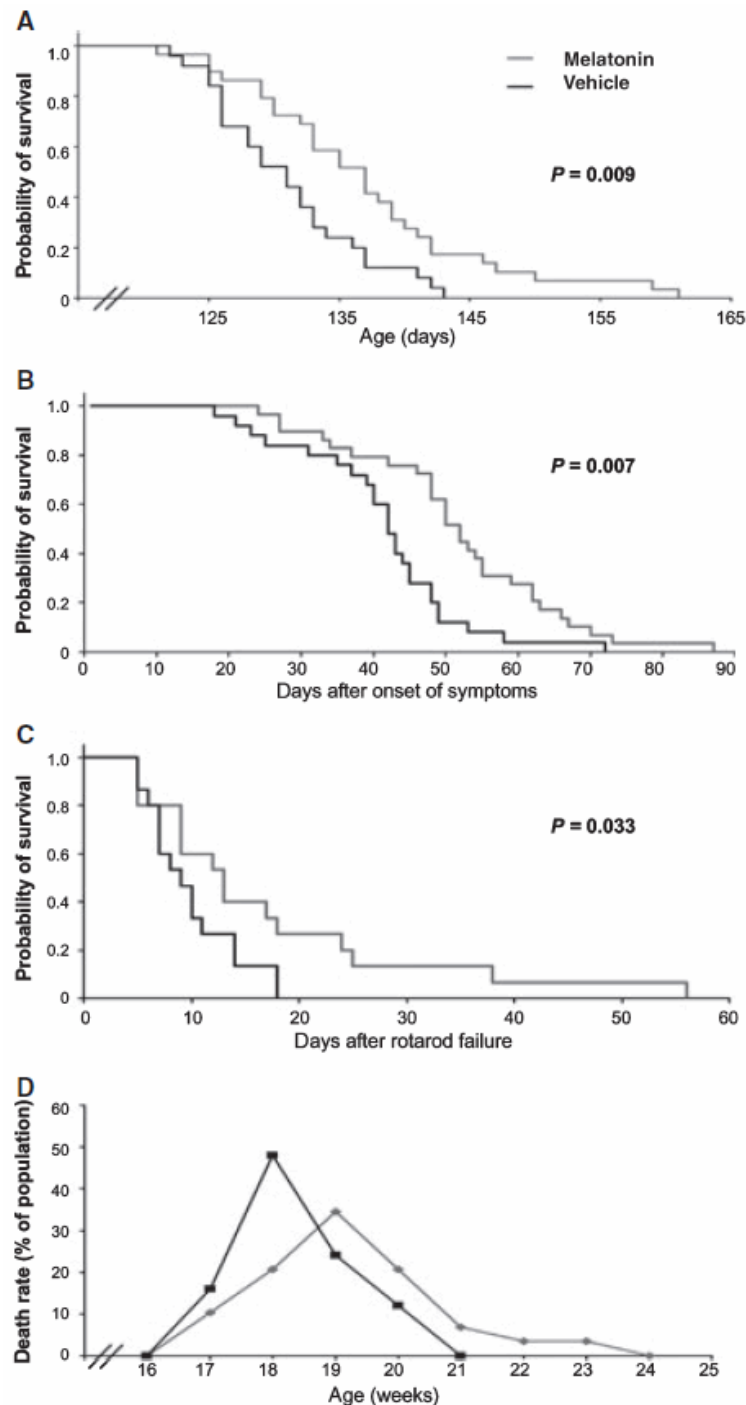 A
Melatonin
Vehicle
P = 0.009
Probability of survival
1.0
0.8
0.6
0.4
0.2
0
125 135 145 155 165
Age (days)
B
P = 0.007
Probability of survival
1.0
0.8
0.6
0.4
0.2
0
0 10 20 30 40 50 60 70 80 90
Days after onset of symptoms
C
P = 0.033
Probability of survival
1.0
0.8
0.6
0.4
0.2
0
0 10 20 30 40 50 60
Days after rotarod failure
D
Death rate (% of population)
60
50
40
30
20
10
0
16 17 18 19 20 21 22 23 24 25
Age (weeks)